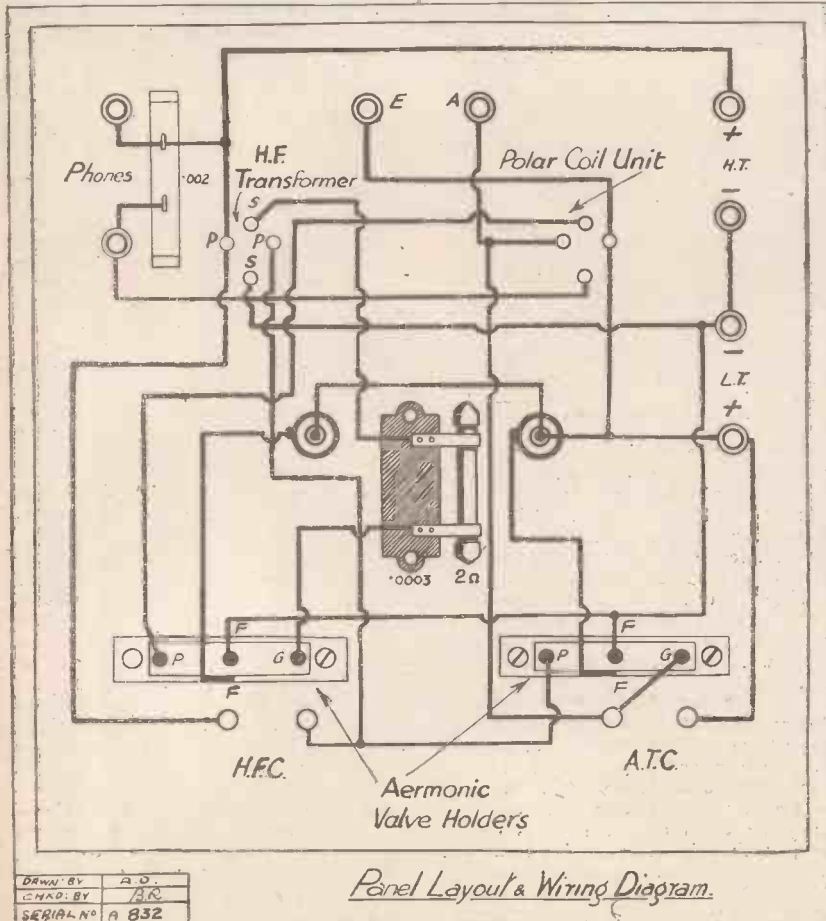 E A
+
Polar Coil Unit
H.F.
Transformer
H.T.
Phones
.002
−
S
P P
S
−
L.T.
+
.0003 2Ω
F F
P G P G
F F
H.F.C. A.T.C.
Aermonic
Valve Holders
DRWN: BY A.D.
CHKD: BY B.R.
SERIAL Nº A 832
Panel Layout & Wiring Diagram.